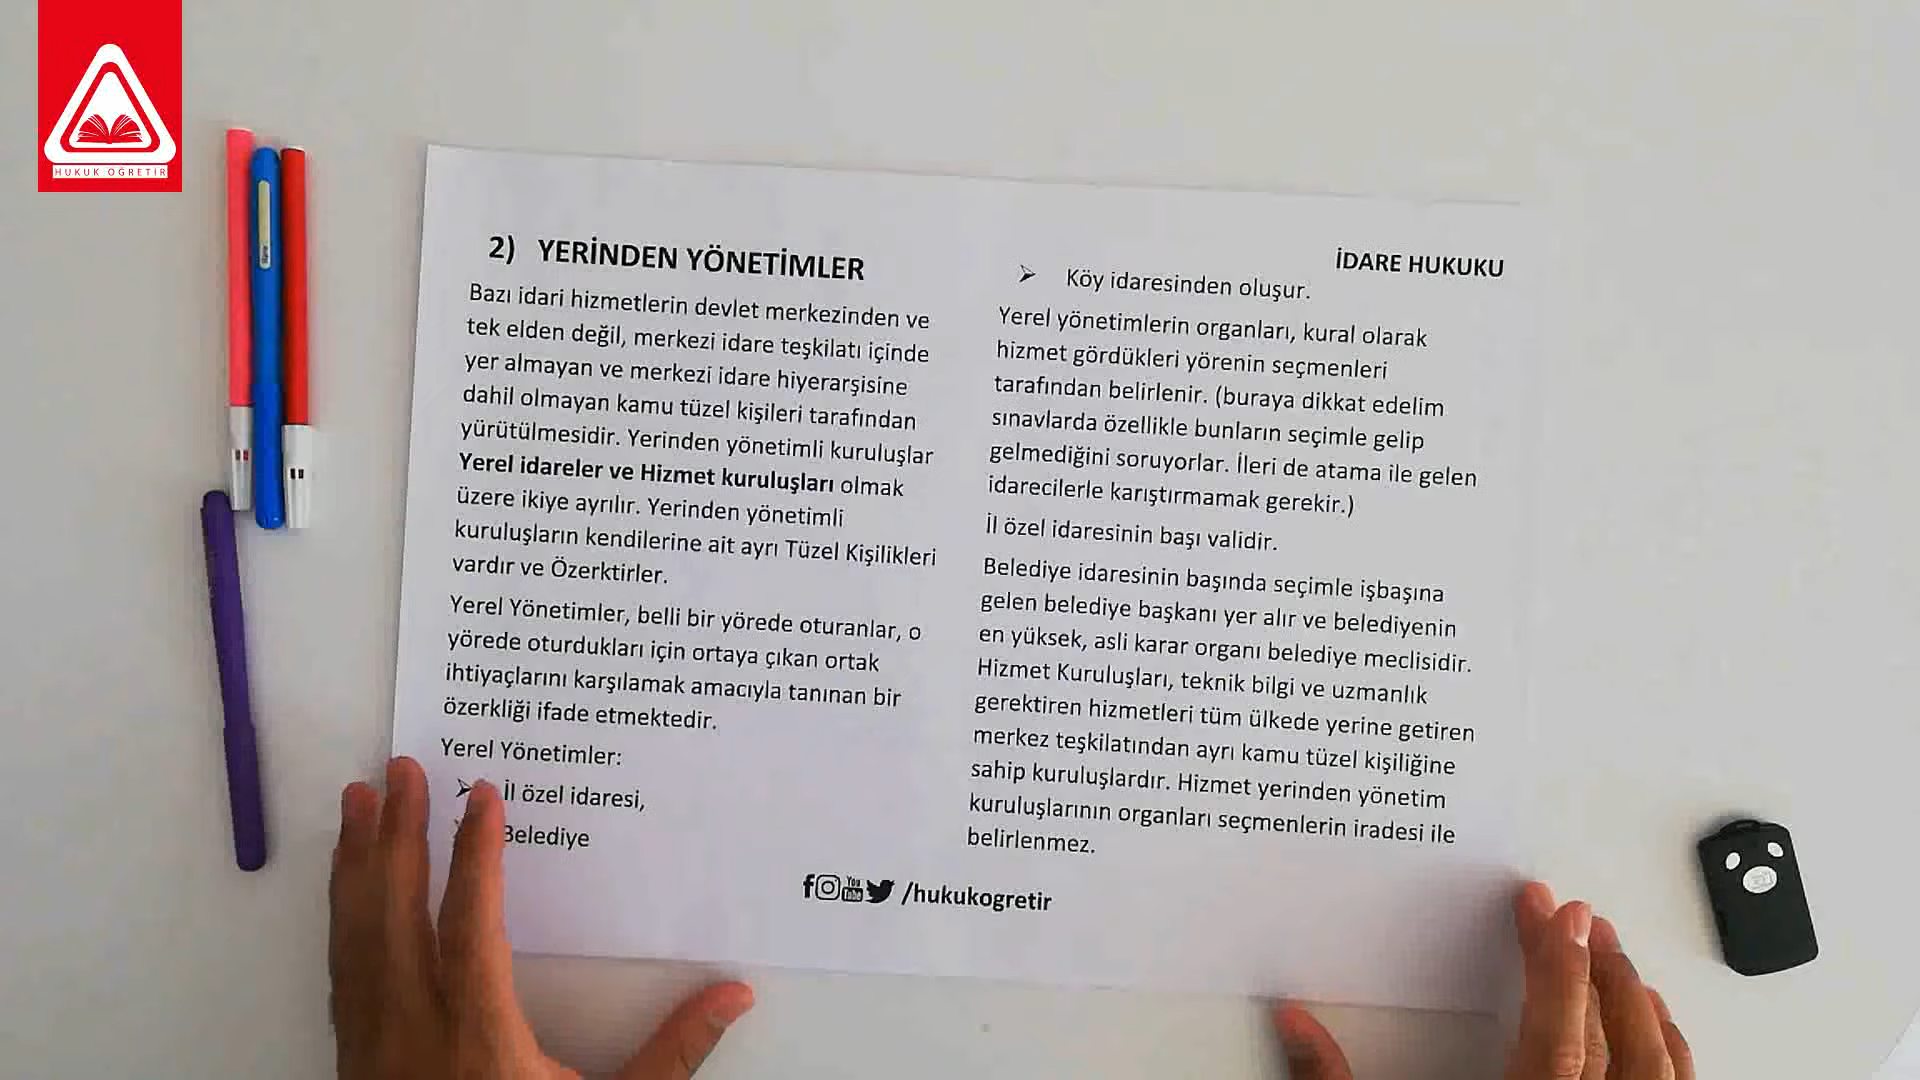 HUKUK ÖĞRETİR
2) YERİNDEN YÖNETİMLER
Bazı idari hizmetlerin devlet merkezinden ve
tek elden değil, merkezi idare teşkilatı içinde
yer almayan ve merkezi idare hiyerarşisine
dahil olmayan kamu tüzel kişileri tarafından
yürütülmesidir. Yerinden yönetimli kuruluşlar
Yerel idareler ve Hizmet kuruluşları olmak
üzere ikiye ayrılır. Yerinden yönetimli
kuruluşların kendilerine ait ayrı Tüzel Kişilikleri
vardır ve Özerktirler.
Yerel Yönetimler, belli bir yörede oturanlar, o
yörede oturdukları için ortaya çıkan ortak
ihtiyaçlarını karşılamak amacıyla tanınan bir
özerkliği ifade etmektedir.
Yerel Yönetimler:
➢ İl özel idaresi,
➢ Belediye
İDARE HUKUKU
➢ Köy idaresinden oluşur.
Yerel yönetimlerin organları, kural olarak
hizmet gördükleri yörenin seçmenleri
tarafından belirlenir. (buraya dikkat edelim
sınavlarda özellikle bunların seçimle gelip
gelmediğini soruyorlar. İleri de atama ile gelen
idarecilerle karıştırmamak gerekir.)
İl özel idaresinin başı validir.
Belediye idaresinin başında seçimle işbaşına
gelen belediye başkanı yer alır ve belediyenin
en yüksek, asli karar organı belediye meclisidir.
Hizmet Kuruluşları, teknik bilgi ve uzmanlık
gerektiren hizmetleri tüm ülkede yerine getiren
merkez teşkilatından ayrı kamu tüzel kişiliğine
sahip kuruluşlardır. Hizmet yerinden yönetim
kuruluşlarının organları seçmenlerin iradesi ile
belirlenmez.
You Tube /hukukogretir